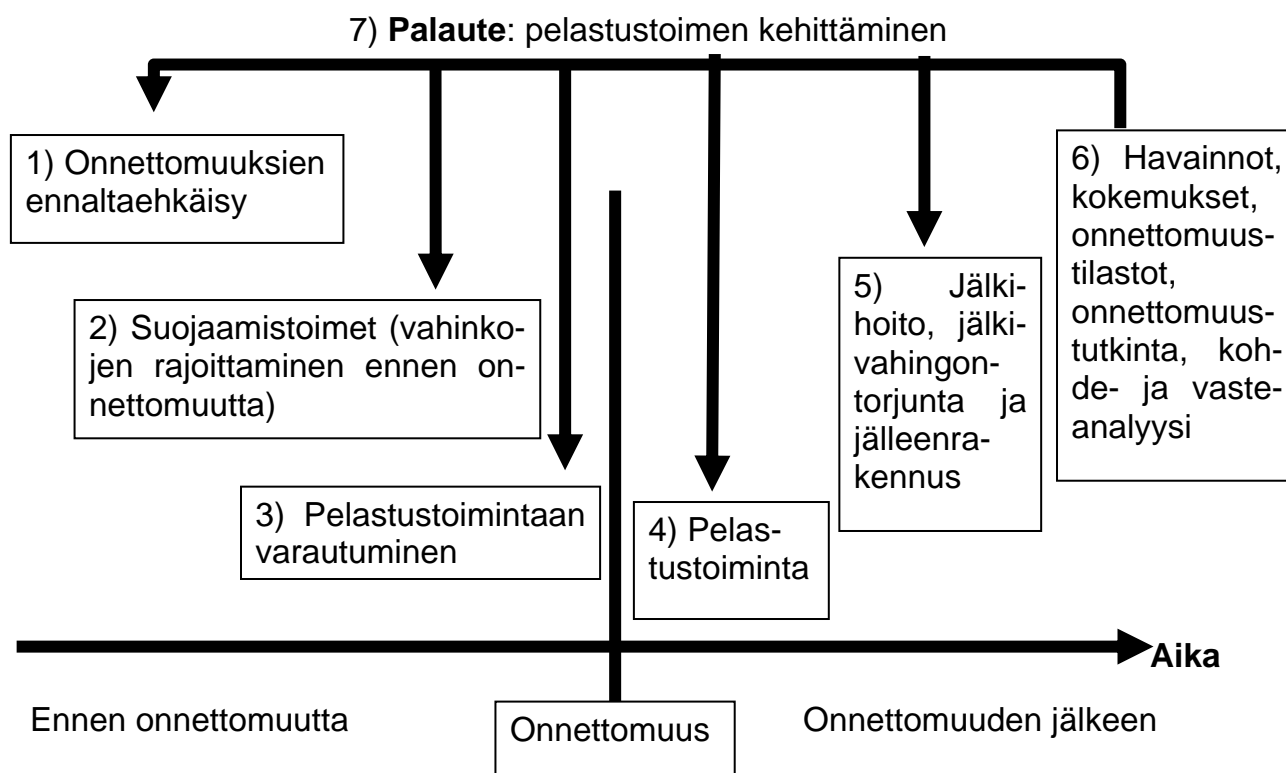 7) Palaute: pelastustoimen kehittäminen
1) Onnettomuuksien
ennaltaehkäisy
2) Suojaamistoimet (vahinko-
jen rajoittaminen ennen on-
nettomuutta)
3) Pelastustoimintaan
varautuminen
4) Pelas-
tustoiminta
5) Jälki-
hoito, jälki-
vahingon-
torjunta ja
jälleenra-
kennus
6) Havainnot,
kokemukset,
onnettomuus-
tilastot,
onnettomuus-
tutkinta, koh-
de- ja vaste-
analyysi
Aika
Ennen onnettomuutta
Onnettomuus
Onnettomuuden jälkeen